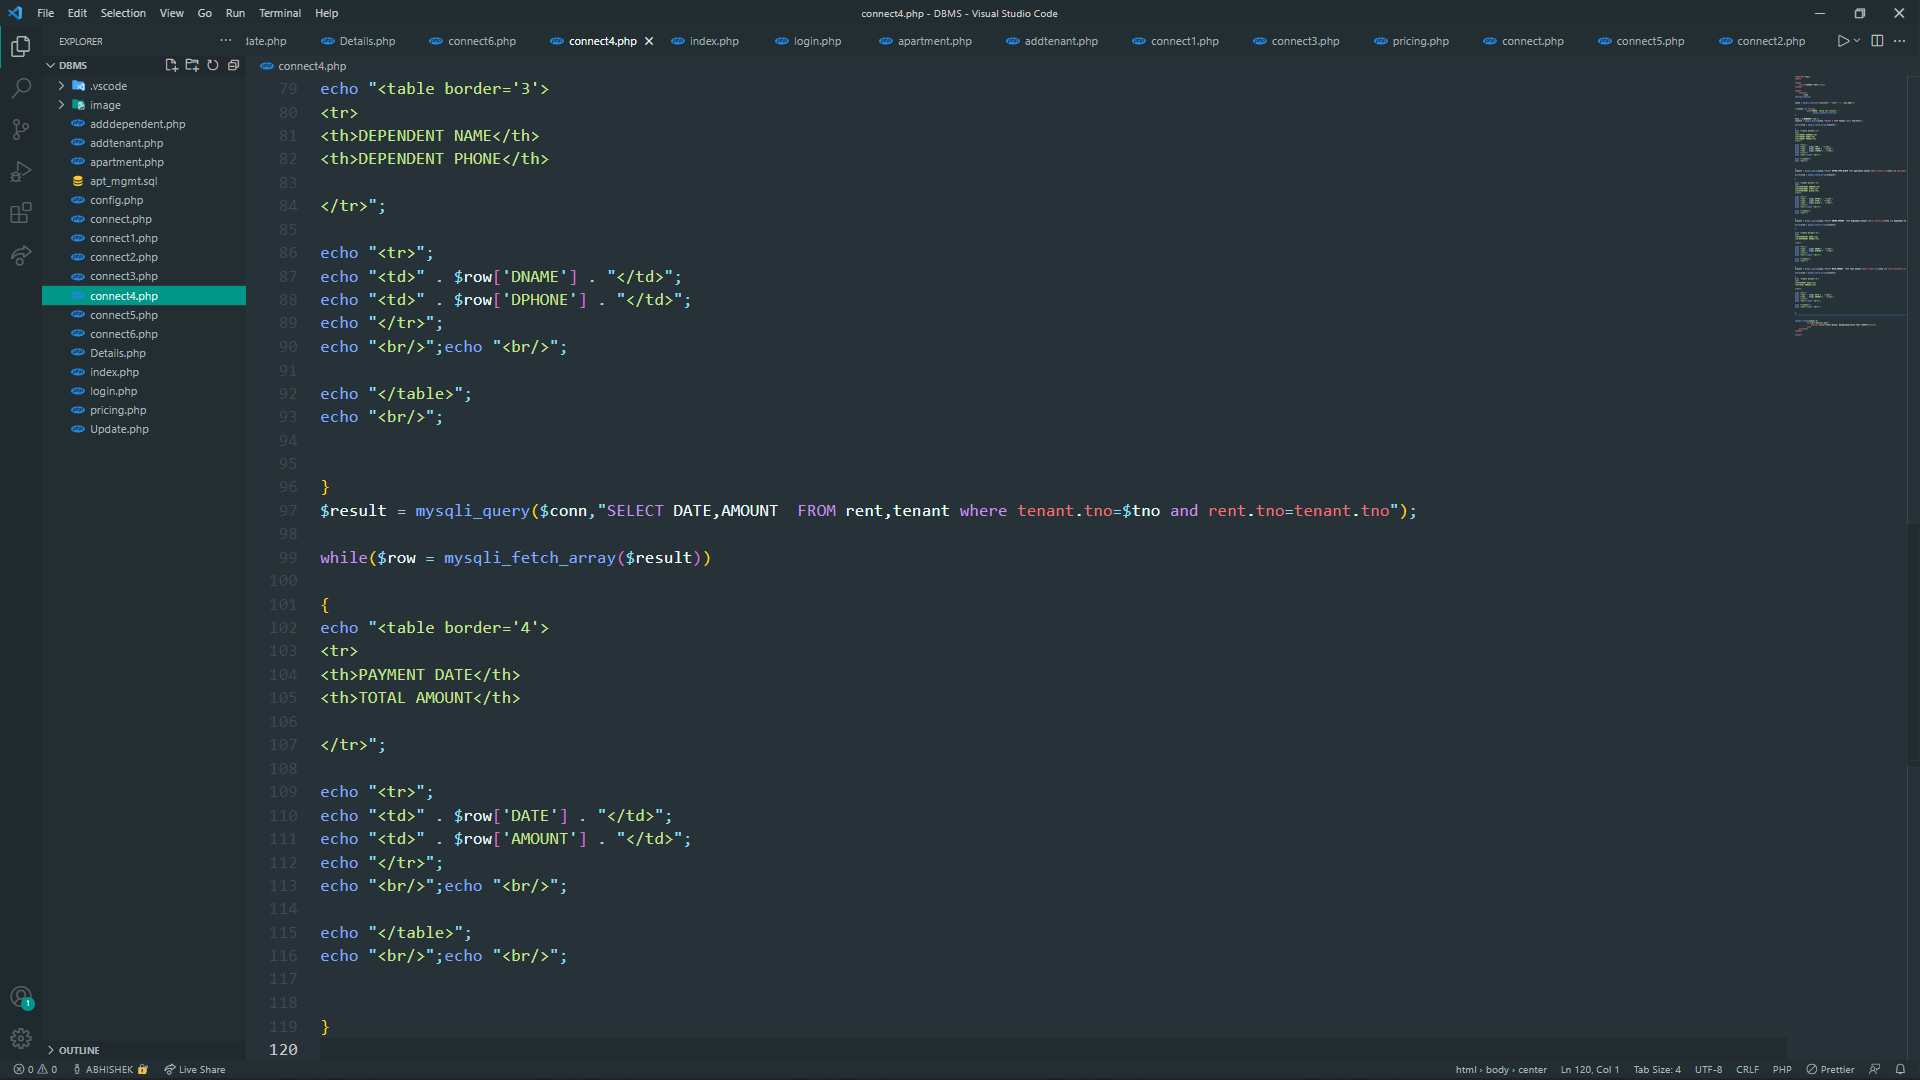 File Edit Selection View Go Run Terminal Help
connect4.php - DBMS - Visual Studio Code
EXPLORER
date.php Details.php connect6.php connect4.php index.php login.php apartment.php addtenant.php connect1.php connect3.php pricing.php connect.php connect5.php connect2.php
DBMS
connect4.php
.vscode
image
adddependent.php
addtenant.php
apartment.php
apt_mgmt.sql
config.php
connect.php
connect1.php
connect2.php
connect3.php
connect4.php
connect5.php
connect6.php
Details.php
index.php
login.php
pricing.php
Update.php
79 echo "<table border='3'>
80 <tr>
81 <th>DEPENDENT NAME</th>
82 <th>DEPENDENT PHONE</th>
83
84 </tr>";
85
86 echo "<tr>";
87 echo "<td>" . $row['DNAME'] . "</td>";
88 echo "<td>" . $row['DPHONE'] . "</td>";
89 echo "</tr>";
90 echo "<br/>";echo "<br/>";
91
92 echo "</table>";
93 echo "<br/>";
94
95
96 }
97 $result = mysqli_query($conn,"SELECT DATE,AMOUNT  FROM rent,tenant where tenant.tno=$tno and rent.tno=tenant.tno");
98
99 while($row = mysqli_fetch_array($result))
100
101 {
102 echo "<table border='4'>
103 <tr>
104 <th>PAYMENT DATE</th>
105 <th>TOTAL AMOUNT</th>
106
107 </tr>";
108
109 echo "<tr>";
110 echo "<td>" . $row['DATE'] . "</td>";
111 echo "<td>" . $row['AMOUNT'] . "</td>";
112 echo "</tr>";
113 echo "<br/>";echo "<br/>";
114
115 echo "</table>";
116 echo "<br/>";echo "<br/>";
117
118
119 }
120
1
OUTLINE
0 0 ABHISHEK Live Share
html › body › center Ln 120, Col 1 Tab Size: 4 UTF-8 CRLF PHP Prettier